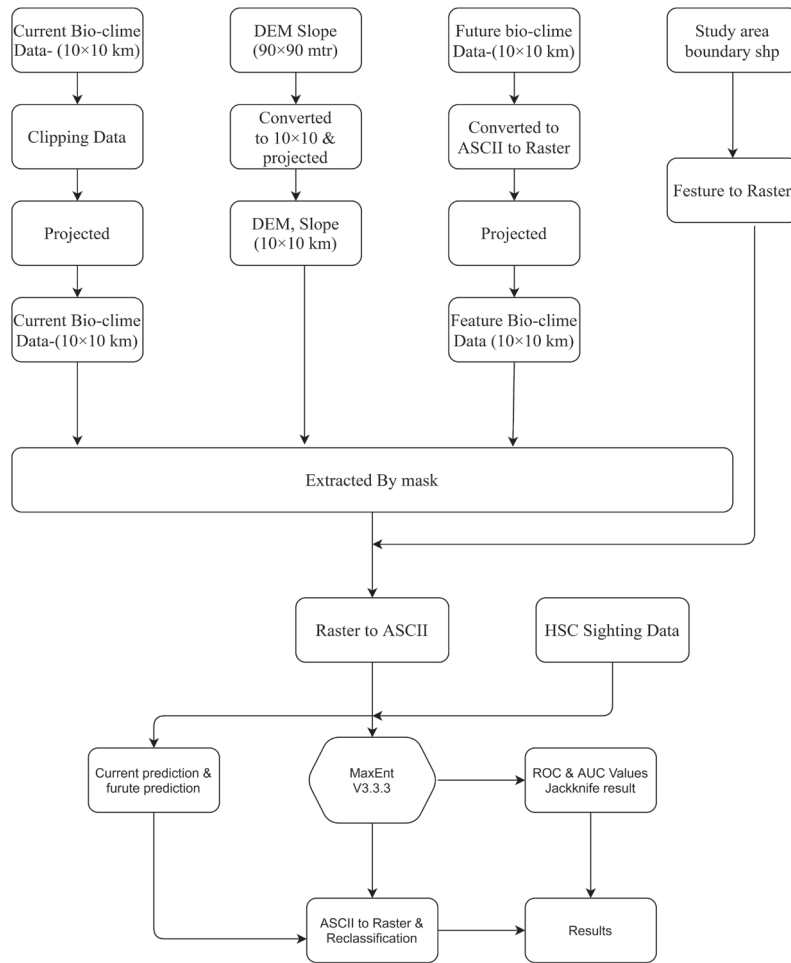 Current Bio-clime
Data- (10×10 km)
DEM Slope
(90×90 mtr)
Future bio-clime
Data-(10×10 km)
Study area
boundary shp
Clipping Data
Converted
to 10×10 &
projected
Converted to
ASCII to Raster
Festure to Raster
Projected
DEM, Slope
(10×10 km)
Projected
Current Bio-clime
Data-(10×10 km)
Feature Bio-clime
Data (10×10 km)
Extracted By mask
Raster to ASCII
HSC Sighting Data
Current prediction &
furute prediction
MaxEnt
V3.3.3
ROC & AUC Values
Jackknife result
ASCII to Raster &
Reclassification
Results